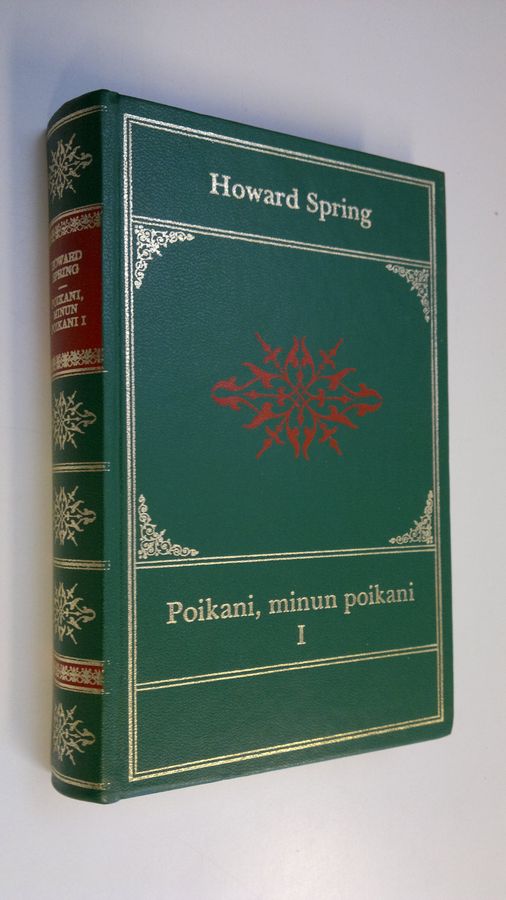 Howard Spring
Poikani, minun poikani
I
HOWARD
SPRING
POIKANI,
MINUN
POIKANI I